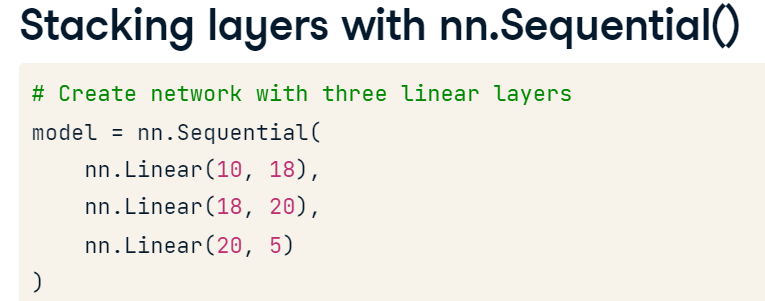 Stacking layers with nn.Sequential()
# Create network with three linear layers
model = nn.Sequential(
    nn.Linear(10, 18),
    nn.Linear(18, 20),
    nn.Linear(20, 5)
)